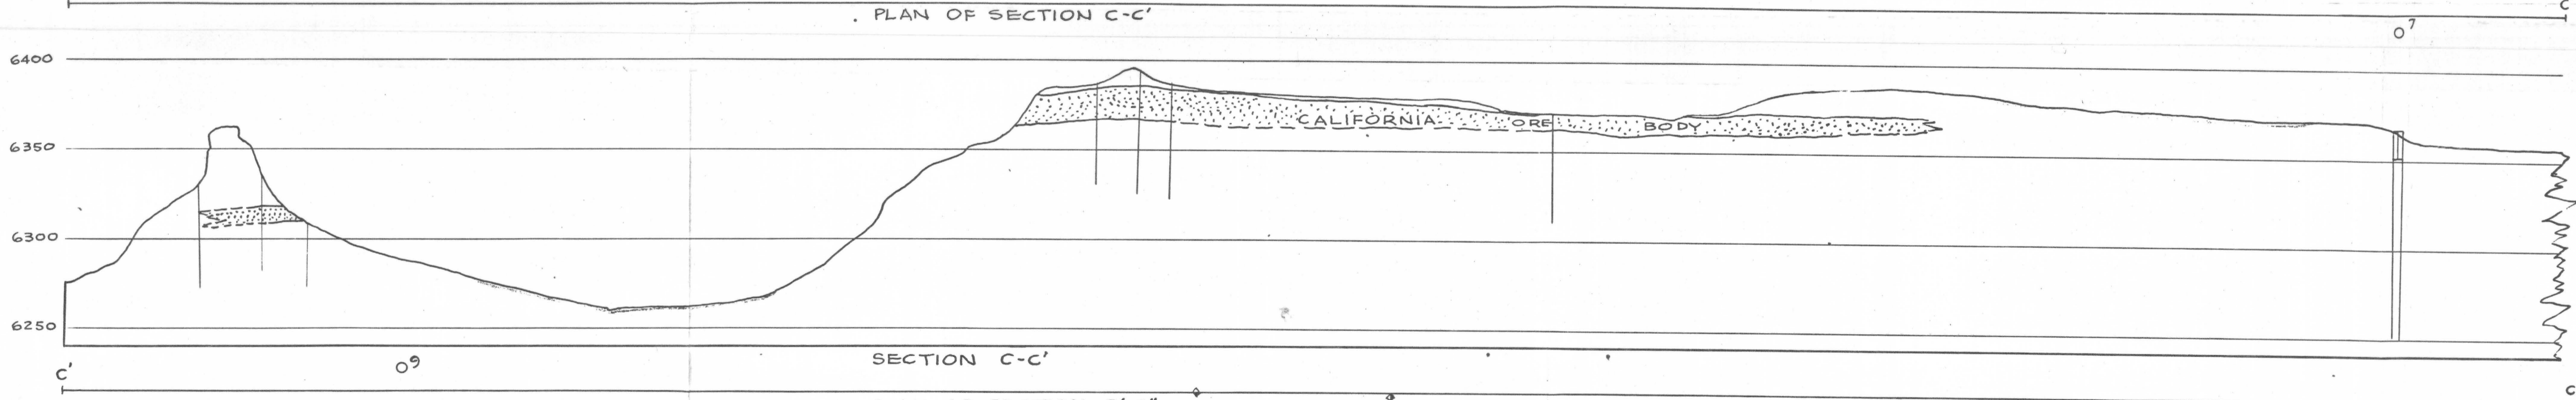 PLAN OF SECTION C-C'
C
O7
6400
CALIFORNIA ORE BODY
6350
6300
6250
O9
SECTION C-C'
C'
C